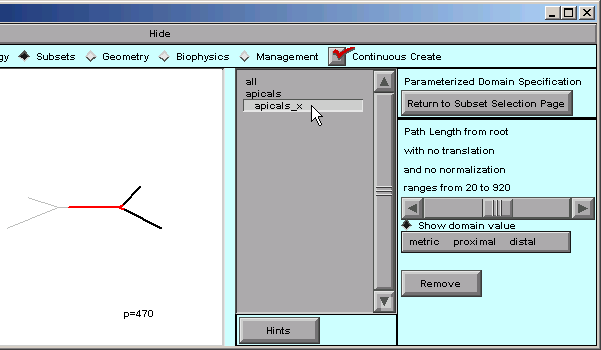 Hide
gy Subsets Geometry Biophysics Management Continuous Create
all
apicals
apicals_x
Parameterized Domain Specification
Return to Subset Selection Page
Path Length from root
with no translation
and no normalization
ranges from 20 to 920
Show domain value
metric proximal distal
Remove
p=470
Hints